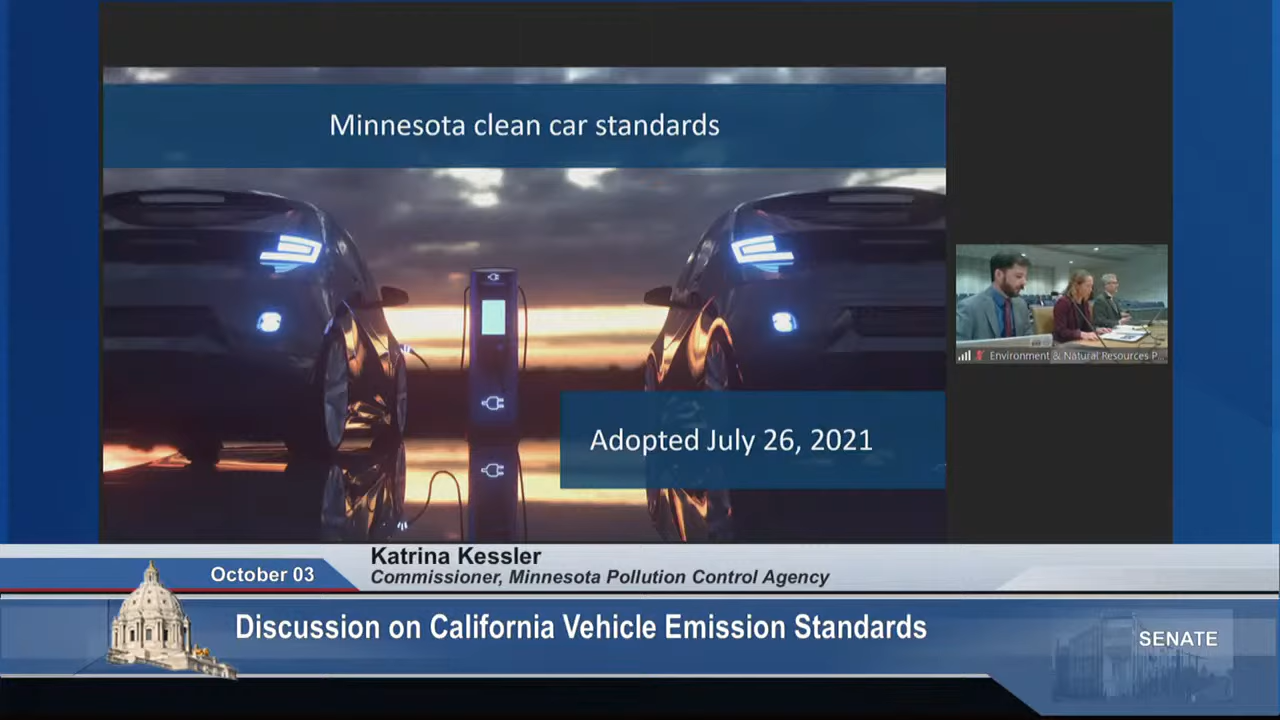 Minnesota clean car standards
Adopted July 26, 2021
Environment & Natural Resources P...
Katrina Kessler
Commissioner, Minnesota Pollution Control Agency
October 03
Discussion on California Vehicle Emission Standards
SENATE